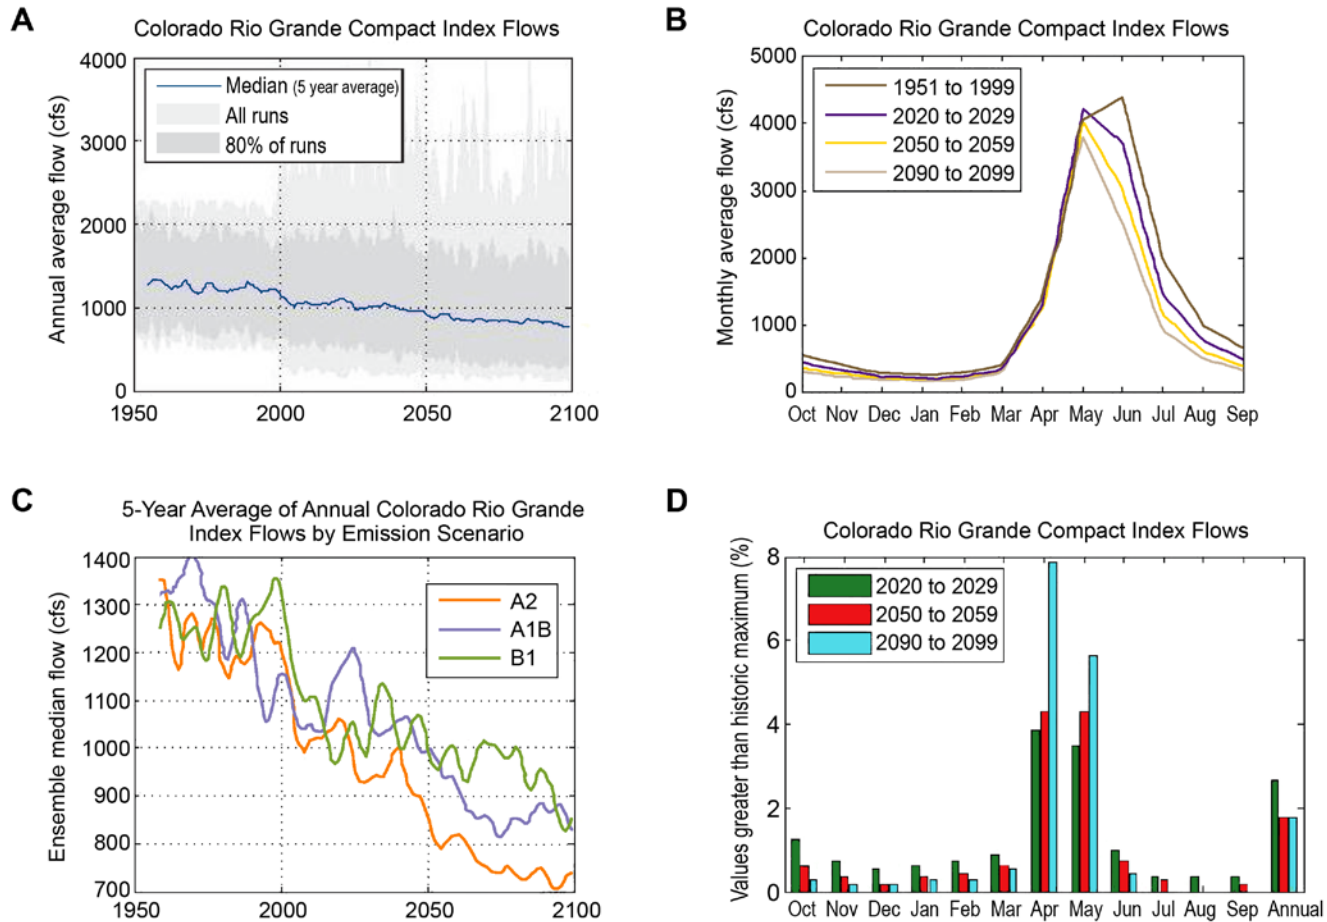 A
Colorado Rio Grande Compact Index Flows
Annual average flow (cfs)
4000
3000
2000
1000
0
Median (5 year average)
All runs
80% of runs
1950 2000 2050 2100
B
Colorado Rio Grande Compact Index Flows
Monthly average flow (cfs)
5000
4000
3000
2000
1000
0
1951 to 1999
2020 to 2029
2050 to 2059
2090 to 2099
Oct Nov Dec Jan Feb Mar Apr May Jun Jul Aug Sep
C
5-Year Average of Annual Colorado Rio Grande
Index Flows by Emission Scenario
Ensemble median flow (cfs)
1400
1300
1200
1100
1000
900
800
700
A2
A1B
B1
1950 2000 2050 2100
D
Colorado Rio Grande Compact Index Flows
Values greater than historic maximum (%)
8
6
4
2
0
2020 to 2029
2050 to 2059
2090 to 2099
Oct Nov Dec Jan Feb Mar Apr May Jun Jul Aug Sep Annual